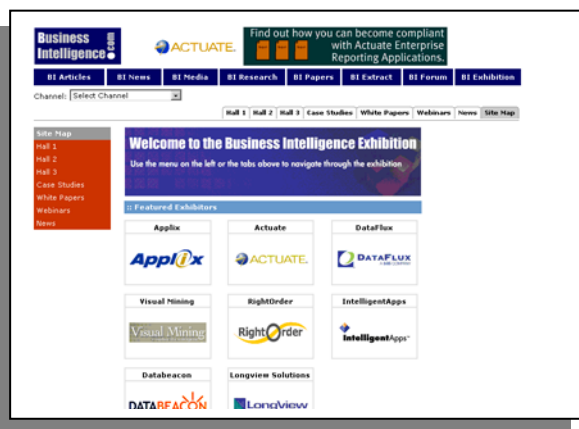 Business
Intelligence.com
ACTUATE.
Find out how you can become compliant
with Actuate Enterprise
Reporting Applications.
BI Articles BI News BI Media BI Research BI Papers BI Extract BI Forum BI Exhibition
Channel: Select Channel
Hall 1 Hall 2 Hall 3 Case Studies White Papers Webinars News Site Map
Site Map
Hall 1
Hall 2
Hall 3
Case Studies
White Papers
Webinars
News
Welcome to the Business Intelligence Exhibition
Use the menu on the left or the tabs above to navigate through the exhibition
:: Featured Exhibitors
Applix Actuate DataFlux
Applix ACTUATE. DATAFLUX
Visual Mining RightOrder IntelligentApps
Visual Mining RightOrder IntelligentApps
Databeacon Longview Solutions
DATABEACON LongView